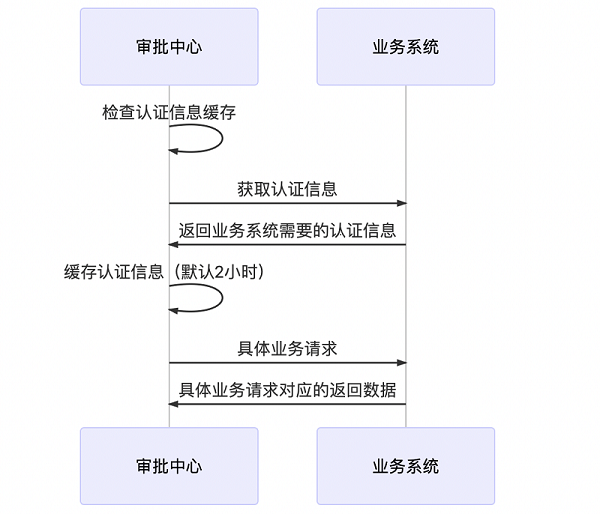 审批中心
业务系统
检查认证信息缓存
获取认证信息
返回业务系统需要的认证信息
缓存认证信息（默认2小时）
具体业务请求
具体业务请求对应的返回数据
审批中心
业务系统